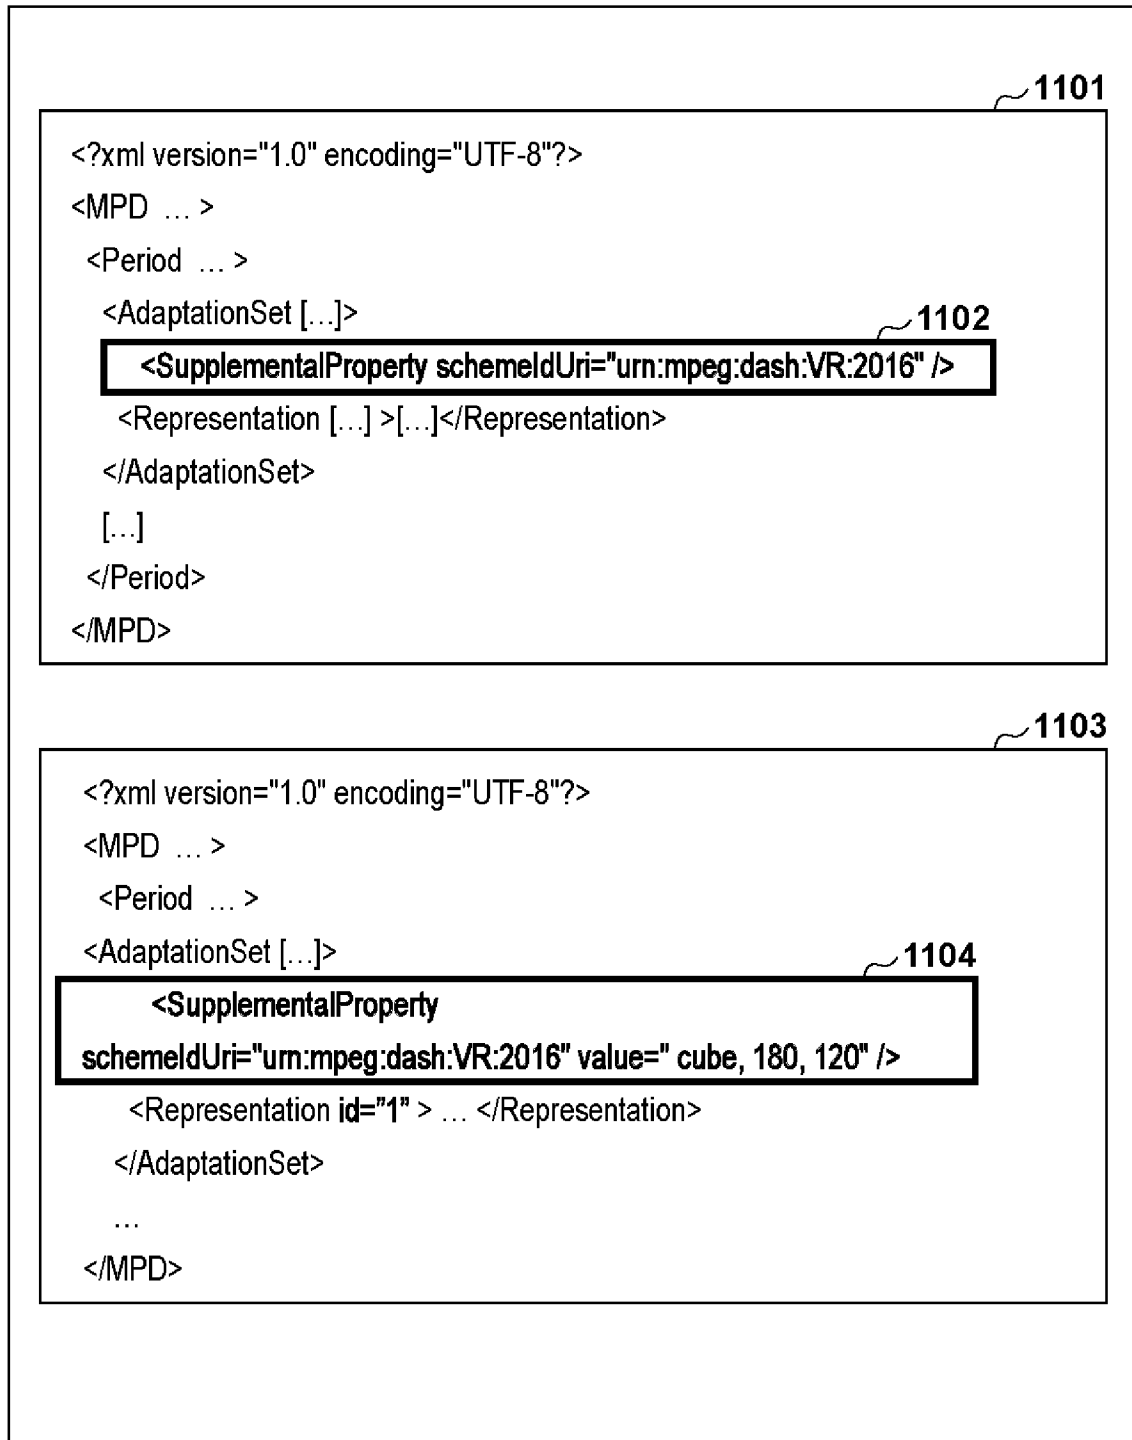 1101
<?xml version="1.0" encoding="UTF-8"?>
<MPD … >
<Period … >
<AdaptationSet […]>
1102
<SupplementalProperty schemeIdUri="urn:mpeg:dash:VR:2016" />
<Representation […] >[…]</Representation>
</AdaptationSet>
[…]
</Period>
</MPD>
1103
<?xml version="1.0" encoding="UTF-8"?>
<MPD … >
<Period … >
<AdaptationSet […]>
1104
<SupplementalProperty
schemeIdUri="urn:mpeg:dash:VR:2016" value=" cube, 180, 120" />
<Representation id="1" > … </Representation>
</AdaptationSet>
…
</MPD>